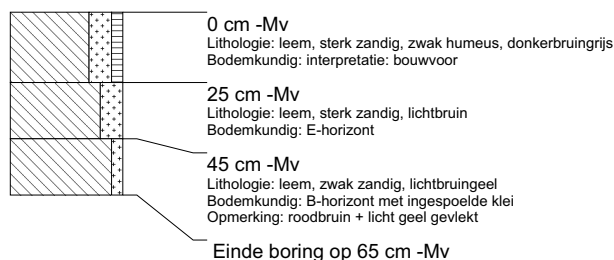 0 cm -Mv
Lithologie: leem, sterk zandig, zwak humeus, donkerbruingrijs
Bodemkundig: interpretatie: bouwvoor
25 cm -Mv
Lithologie: leem, sterk zandig, lichtbruin
Bodemkundig: E-horizont
45 cm -Mv
Lithologie: leem, zwak zandig, lichtbruingeel
Bodemkundig: B-horizont met ingespoelde klei
Opmerking: roodbruin + licht geel gevlekt
Einde boring op 65 cm -Mv